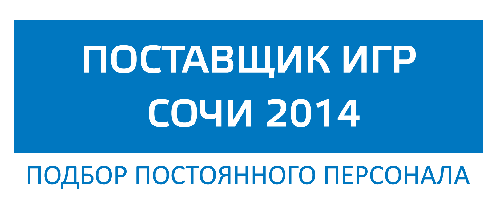 ПОСТАВЩИК ИГР
СОЧИ 2014
ПОДБОР ПОСТОЯННОГО ПЕРСОНАЛА